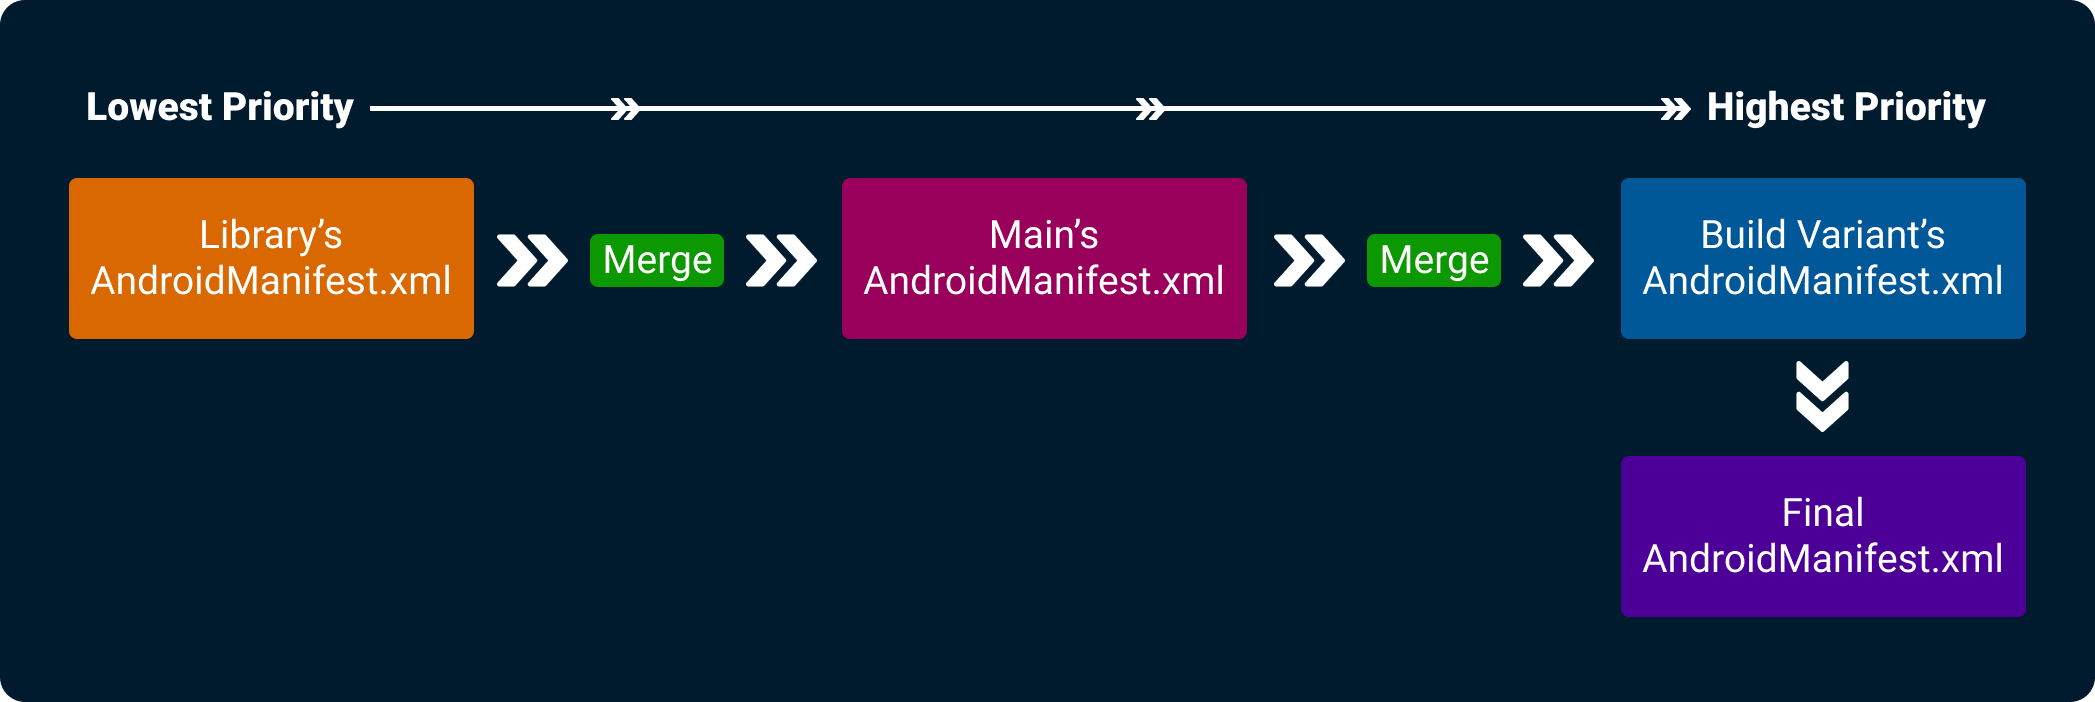 Lowest Priority
Highest Priority
Library’s
AndroidManifest.xml
Merge
Main’s
AndroidManifest.xml
Merge
Build Variant’s
AndroidManifest.xml
Final
AndroidManifest.xml